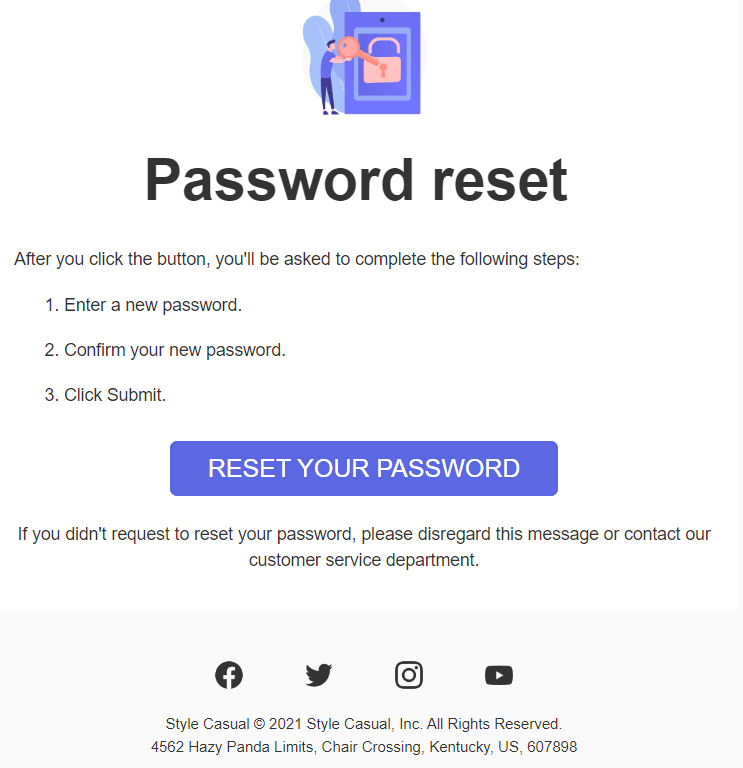 Password reset
After you click the button, you'll be asked to complete the following steps:
1. Enter a new password.
2. Confirm your new password.
3. Click Submit.
RESET YOUR PASSWORD
If you didn't request to reset your password, please disregard this message or contact our
customer service department.
Style Casual © 2021 Style Casual, Inc. All Rights Reserved.
4562 Hazy Panda Limits, Chair Crossing, Kentucky, US, 607898